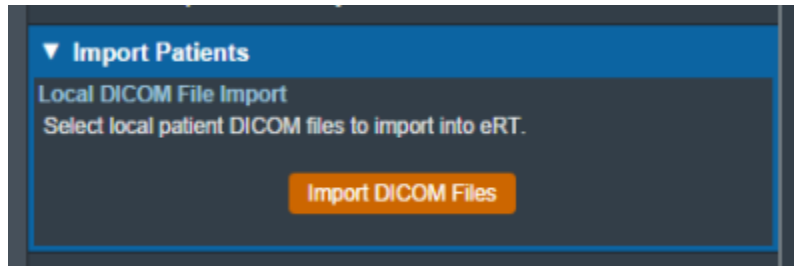 Import Patients
Local DICOM File Import
Select local patient DICOM files to import into eRT.
Import DICOM Files